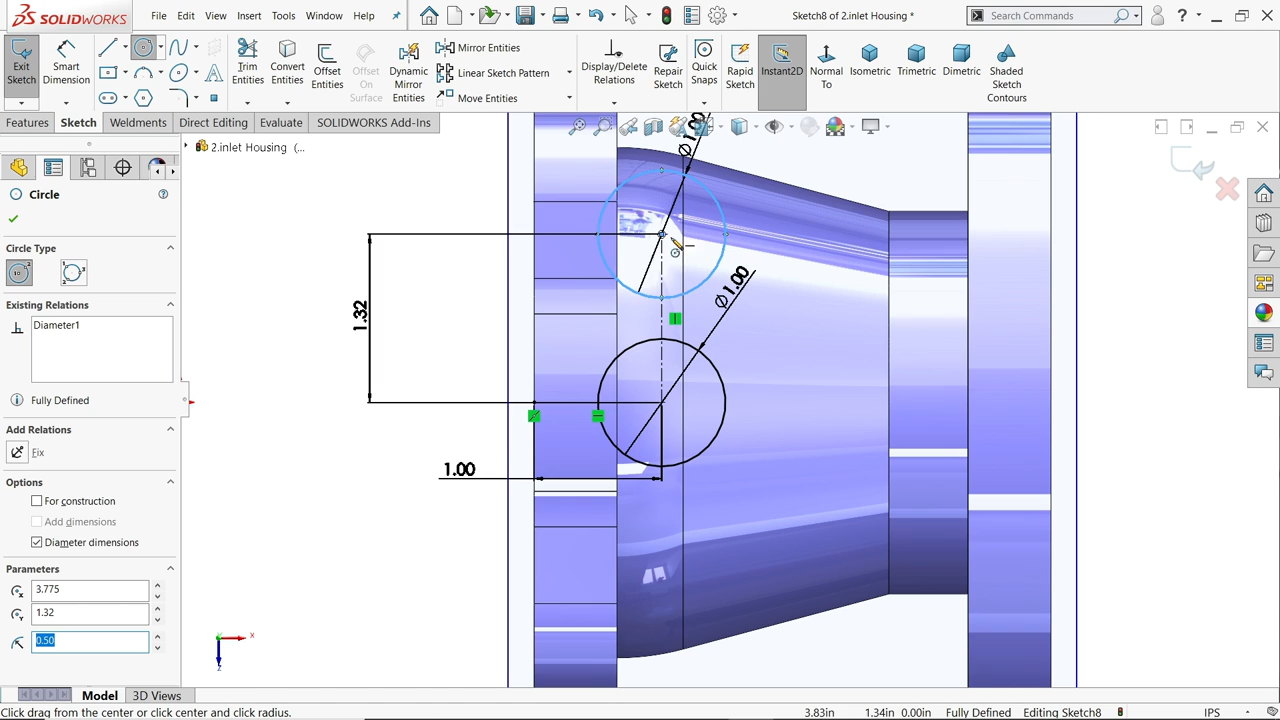 SOLIDWORKS
File Edit View Insert Tools Window Help
Sketch8 of 2.inlet Housing *
Search Commands
?
Exit Sketch
Smart Dimension
Trim Entities
Convert Entities
Offset Entities
Offset On Surface
Dynamic Mirror Entities
Mirror Entities
Linear Sketch Pattern
Move Entities
Display/Delete Relations
Repair Sketch
Quick Snaps
Rapid Sketch
Instant2D
Normal To
Isometric
Trimetric
Dimetric
Shaded Sketch Contours
Features Sketch Weldments Direct Editing Evaluate SOLIDWORKS Add-Ins
2.inlet Housing (...
Circle
Circle Type
Existing Relations
Diameter1
Fully Defined
Add Relations
Fix
Options
For construction
Add dimensions
Diameter dimensions
Parameters
3.775
1.32
0.50
Ø1.00
1.32
Ø1.00
1.00
X
Z
Model 3D Views
Click drag from the center or click center and click radius.
3.83in 1.34in 0.00in Fully Defined Editing Sketch8 IPS